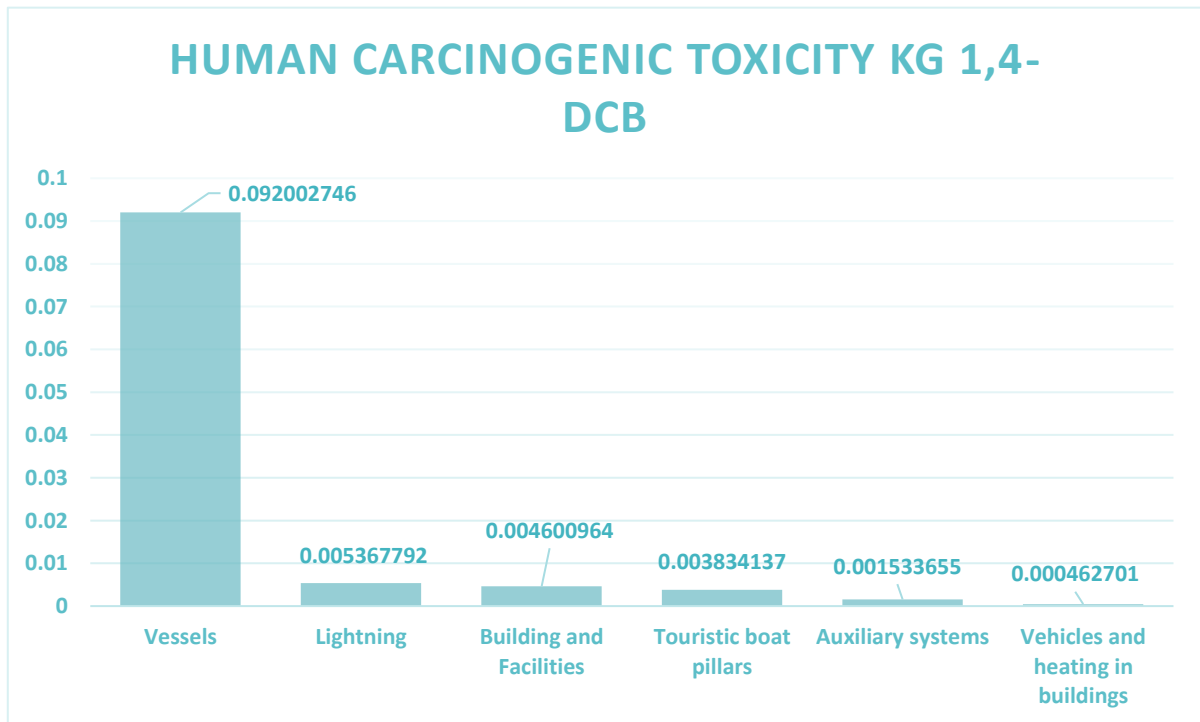 HUMAN CARCINOGENIC TOXICITY KG 1,4-
DCB
0.1
0.09
0.08
0.07
0.06
0.05
0.04
0.03
0.02
0.01
0
0.092002746
0.005367792
0.004600964
0.003834137
0.001533655
0.000462701
Vessels
Lightning
Building and
Facilities
Touristic boat
pillars
Auxiliary systems
Vehicles and
heating in
buildings